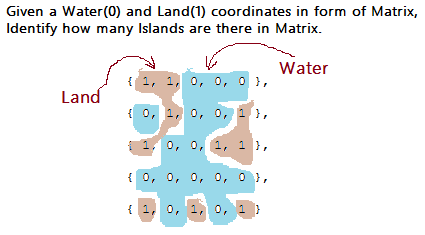 Given a Water(0) and Land(1) coordinates in form of Matrix,
Identify how many Islands are there in Matrix.
Water
Land
{ 1, 1, 0, 0, 0 },
{ 0, 1, 0, 0, 1 },
{ 1, 0, 0, 1, 1 },
{ 0, 0, 0, 0, 0 },
{ 1, 0, 1, 0, 1 }